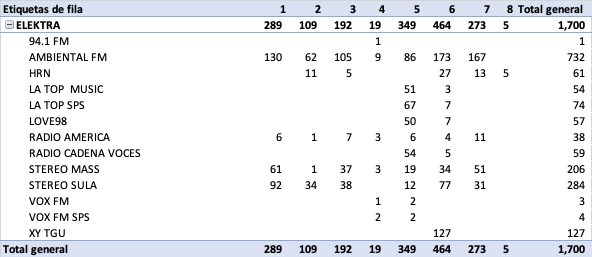 Etiquetas de fila 1 2 3 4 5 6 7 8 Total general
ELEKTRA 289 109 192 19 349 464 273 5 1,700
94.1 FM 1 1
AMBIENTAL FM 130 62 105 9 86 173 167 732
HRN 11 5 27 13 5 61
LA TOP MUSIC 51 3 54
LA TOP SPS 67 7 74
LOVE98 50 7 57
RADIO AMERICA 6 1 7 3 6 4 11 38
RADIO CADENA VOCES 54 5 59
STEREO MASS 61 1 37 3 19 34 51 206
STEREO SULA 92 34 38 12 77 31 284
VOX FM 1 2 3
VOX FM SPS 2 2 4
XY TGU 127 127
Total general 289 109 192 19 349 464 273 5 1,700